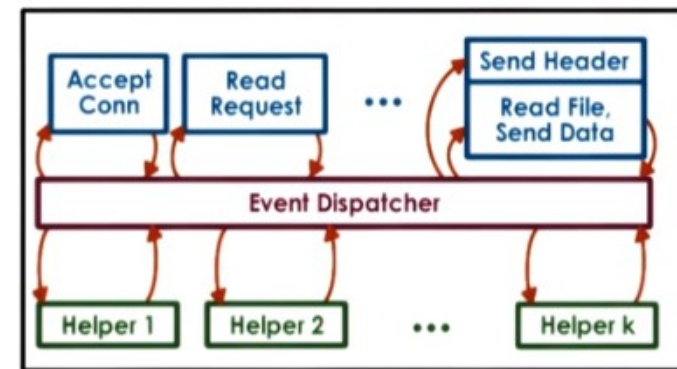 Accept
Conn
Read
Request
...
Send Header
Read File,
Send Data
Event Dispatcher
Helper 1
Helper 2
...
Helper k